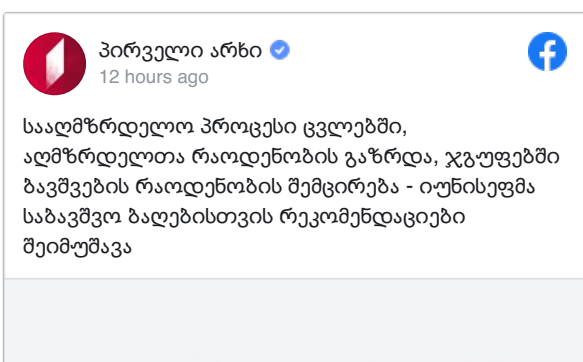 პირველი არხი
12 hours ago
სააღმზრდელო პროცესი ცვლებში,
აღმზრდელთა რაოდენობის გაზრდა, ჯგუფებში
ბავშვების რაოდენობის შემცირება - იუნისეფმა
საბავშვო ბაღებისთვის რეკომენდაციები
შეიმუშავა